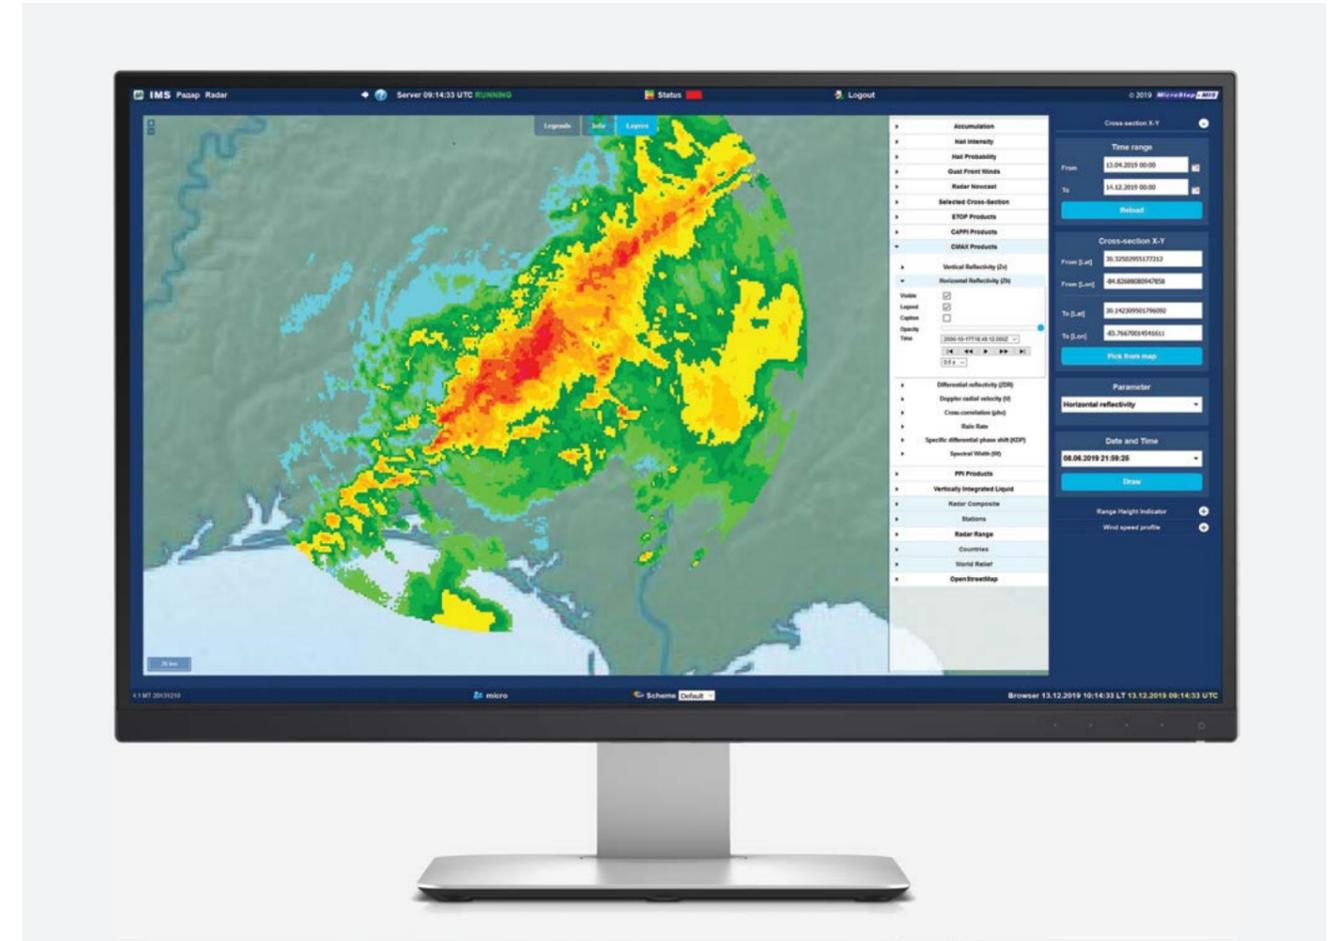 IMS Радар Radar
Server 09:14:33 UTC RUNNING
Status
Logout
© 2019 MicroStep-MIS
Legends Info Layers
Accumulation
Hail Intensity
Hail Probability
Gust Front Winds
Radar Nowcast
Selected Cross-Section
ETOP Products
CAPPI Products
CMAX Products
Vertical Reflectivity (Zv)
Horizontal Reflectivity (Zh)
Visible
Legend
Caption
Opacity
Time
0.5 s
Differential reflectivity (ZDR)
Doppler radial velocity (V)
Cross-correlation (phv)
Rain Rate
Specific differential phase shift (KDP)
Spectral Width (W)
PPI Products
Vertically Integrated Liquid
Radar Composite
Stations
Radar Range
Countries
World Relief
OpenStreetMap
Cross-section X-Y
Time range
From 13.04.2019 00:00
To 14.12.2019 00:00
Reload
Cross-section X-Y
From [Lat]
From [Lon]
To [Lat]
To [Lon]
Pick from map
Parameter
Horizontal reflectivity
Date and Time
08.06.2019 21:59:26
Draw
Range Height Indicator
Wind speed profile
20 km
micro
Scheme Default
Browser 13.12.2019 10:14:33 LT 13.12.2019 09:14:33 UTC